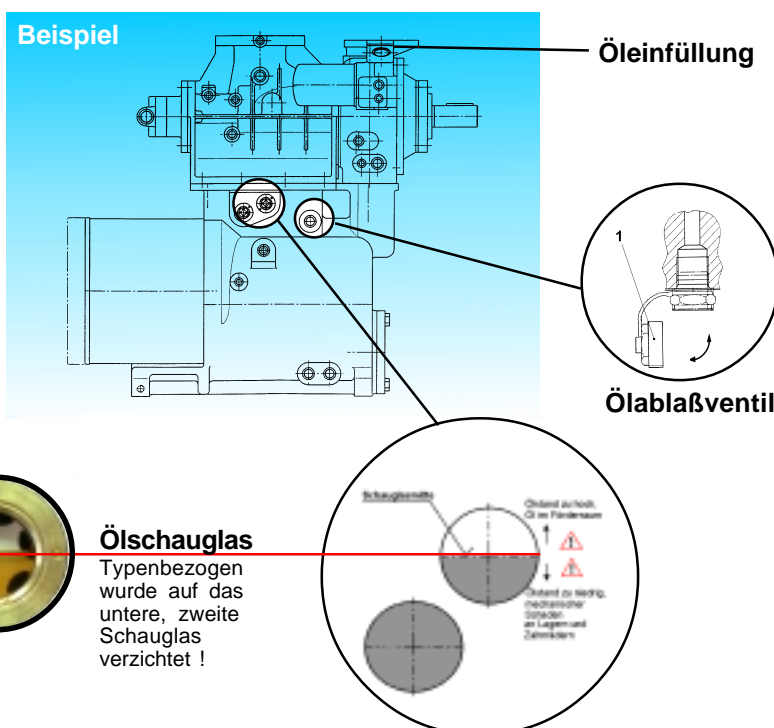 Beispiel
Öleinfüllung
1
Ölablaßventil
Schauglasmitte
Ölstand zu hoch,
Öl im Förderraum
Ölschauglas
Typenbezogen
wurde auf das
untere, zweite
Schauglas
verzichtet !
Ölstand zu niedrig,
mechanischer
Schaden
an Lagern und
Zahnrädern